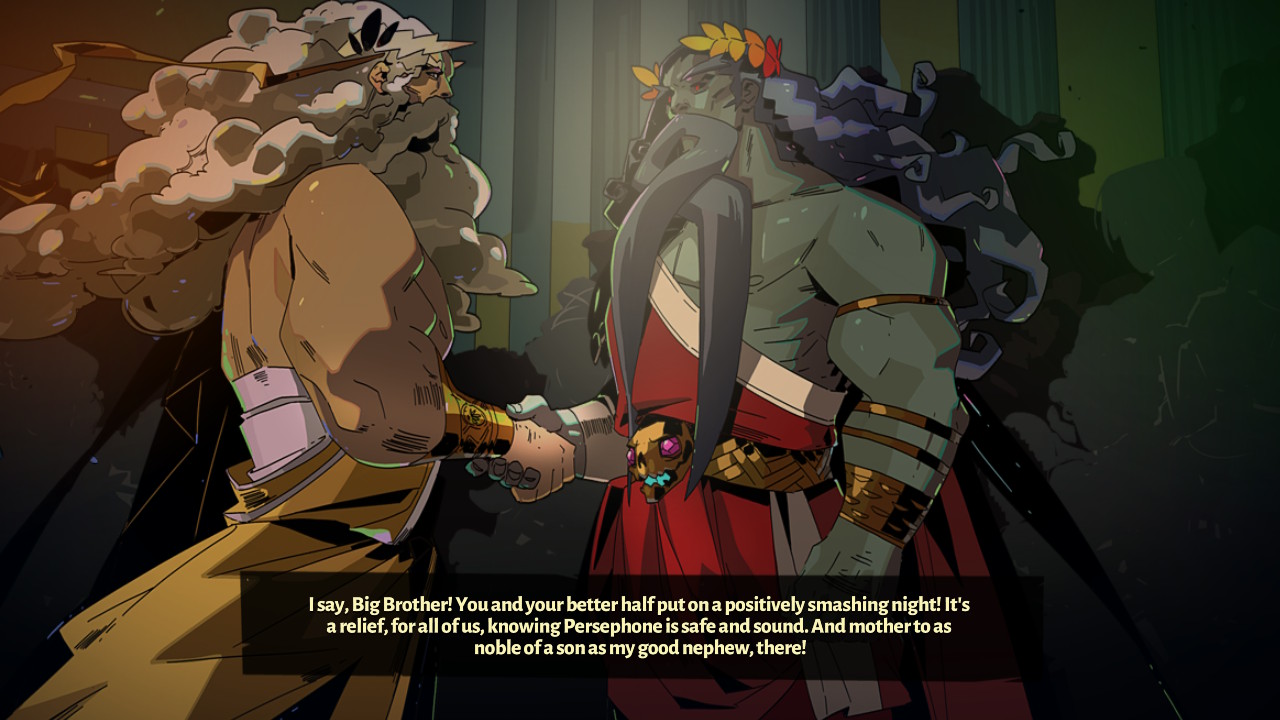 I say, Big Brother! You and your better half put on a positively smashing night! It's
a relief, for all of us, knowing Persephone is safe and sound. And mother to as
noble of a son as my good nephew, there!